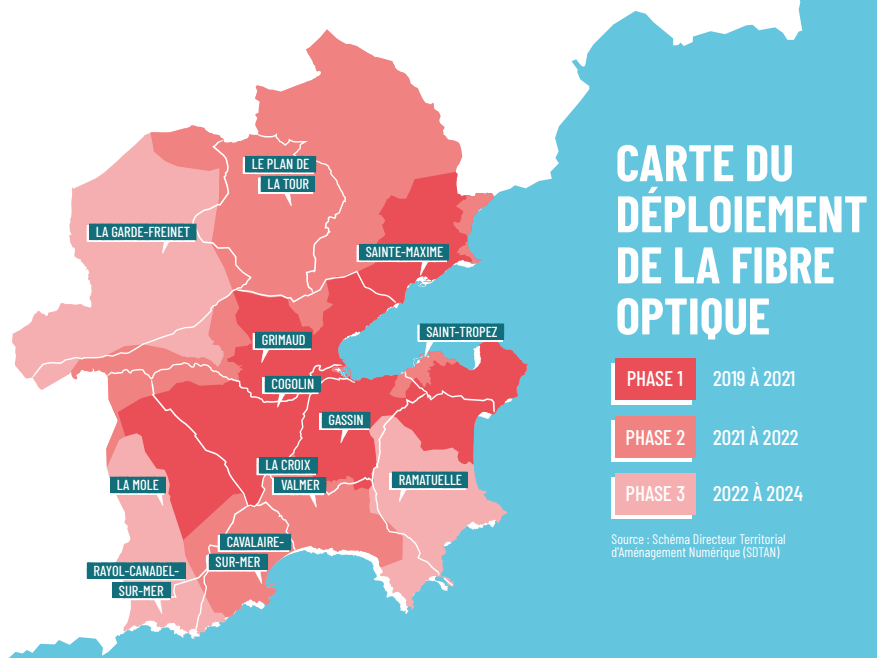 LE PLAN DE
LA TOUR
LA GARDE-FREINET
SAINTE-MAXIME
GRIMAUD
SAINT-TROPEZ
COGOLIN
GASSIN
LA CROIX
VALMER
RAMATUELLE
LA MOLE
CAVALAIRE-
SUR-MER
RAYOL-CANADEL-
SUR-MER
CARTE DU
DÉPLOIEMENT
DE LA FIBRE
OPTIQUE
PHASE 1 2019 À 2021
PHASE 2 2021 À 2022
PHASE 3 2022 À 2024
Source : Schéma Directeur Territorial
d'Aménagement Numérique (SDTAN)